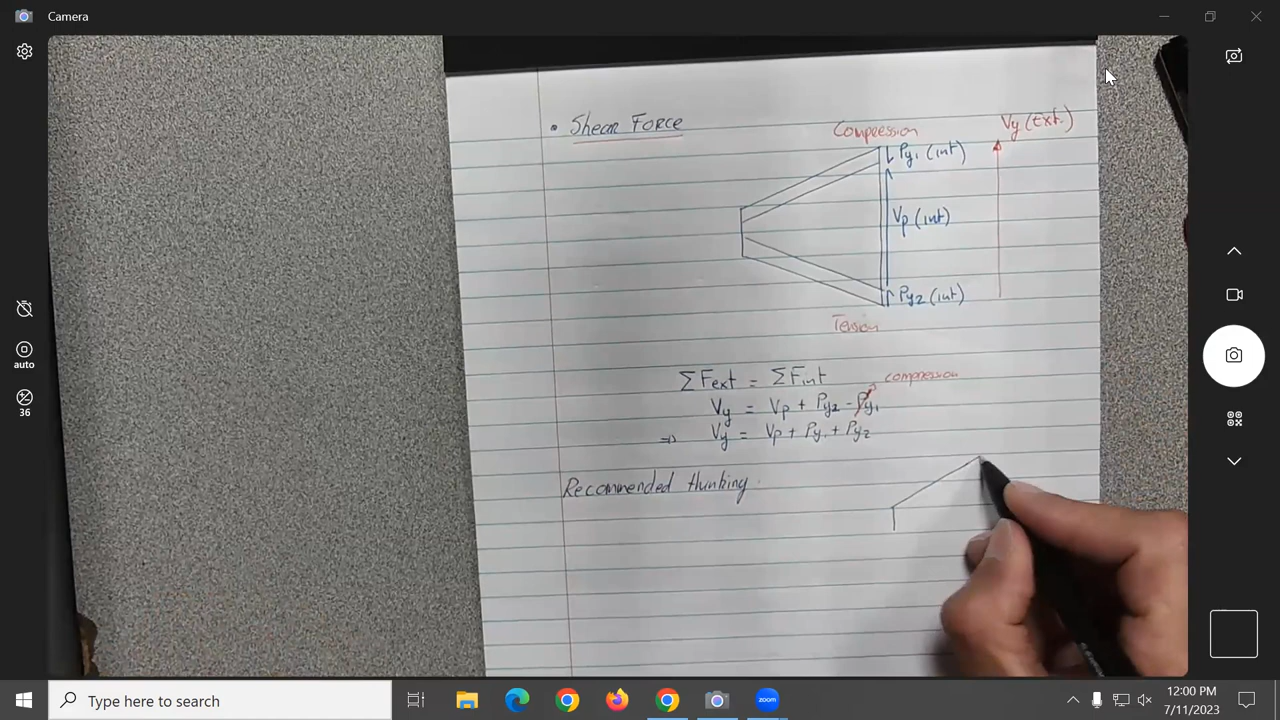 Camera
• Shear Force
Compression
Vy (Ext.)
Py1 (int)
Vp (int)
Py2 (int)
Tension
ΣFext = ΣFint
compression
Vy = Vp + Py2 - Py1
⇒ Vy = Vp + Py1 + Py2
Recommended thinking
auto
36
Type here to search
zoom
12:00 PM
7/11/2023